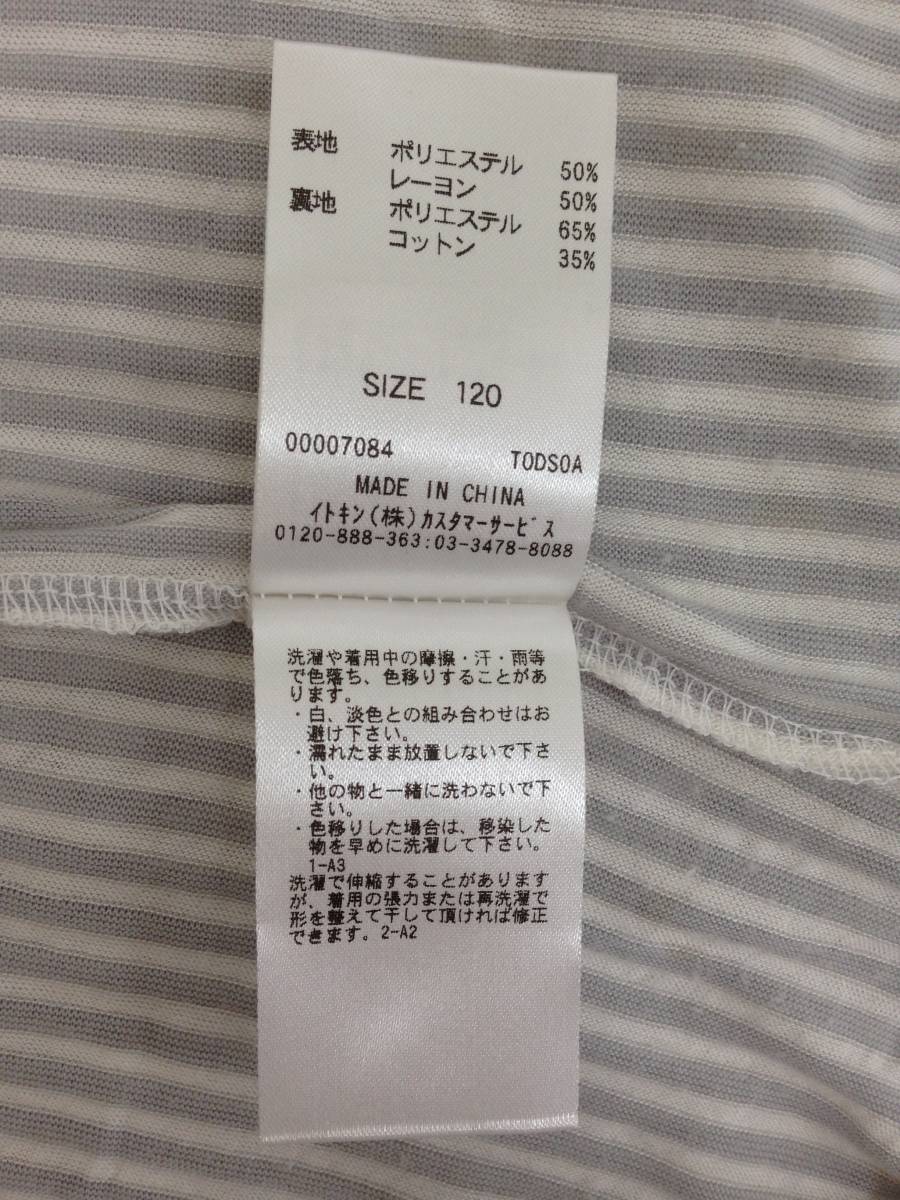 表地 ポリエステル 50%
レーヨン 50%
裏地 ポリエステル 65%
コットン 35%
SIZE 120
00007084 TODSOA
MADE IN CHINA
イトキン(株)カスタマーサービス
0120-888-363:03-3478-8088
洗濯や着用中の摩擦・汗・雨等
で色落ち、色移りすることがあ
ります。
・白、淡色との組み合わせはお
避け下さい。
・濡れたまま放置しないで下さ
い。
・他の物と一緒に洗わないで下
さい。
・色移りした場合は、移染した
物を早めに洗濯して下さい。
1-A3
洗濯で伸縮することがあります
が、着用の張力または再洗濯で
形を整えて干して頂ければ修正
できます。2-A2